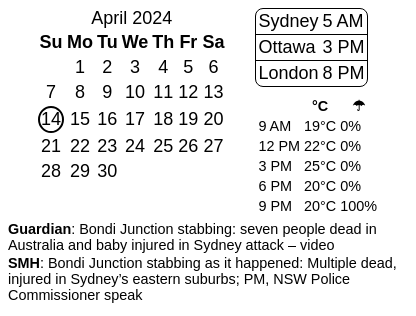 April 2024
Su Mo Tu We Th Fr Sa
1 2 3 4 5 6
7 8 9 10 11 12 13
14 15 16 17 18 19 20
21 22 23 24 25 26 27
28 29 30
Sydney 5 AM
Ottawa 3 PM
London 8 PM
°C ☂
9 AM 19°C 0%
12 PM 22°C 0%
3 PM 25°C 0%
6 PM 20°C 0%
9 PM 20°C 100%
Guardian: Bondi Junction stabbing: seven people dead in
Australia and baby injured in Sydney attack – video
SMH: Bondi Junction stabbing as it happened: Multiple dead,
injured in Sydney’s eastern suburbs; PM, NSW Police
Commissioner speak